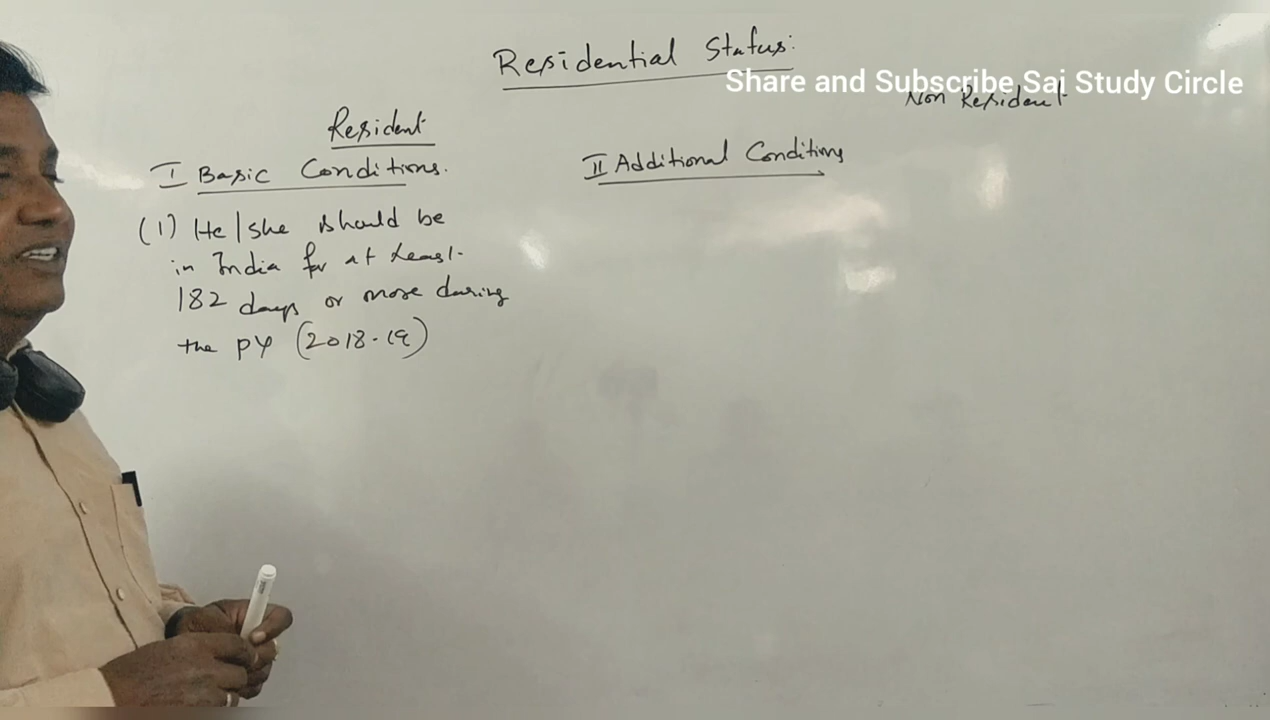 Residential Status:
Share and Subscribe Sai Study Circle
Non Resident
Resident
I Basic Conditions.
II Additional Conditions
(1) He/she should be
in India for at least
182 days or more during
the PY (2018-19)